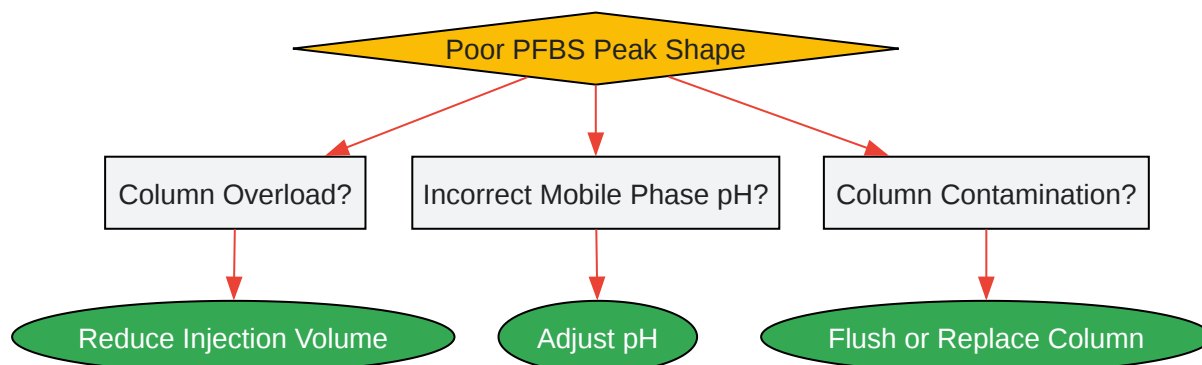 Poor PFBS Peak Shape
Column Overload?
Incorrect Mobile Phase pH?
Column Contamination?
Reduce Injection Volume
Adjust pH
Flush or Replace Column